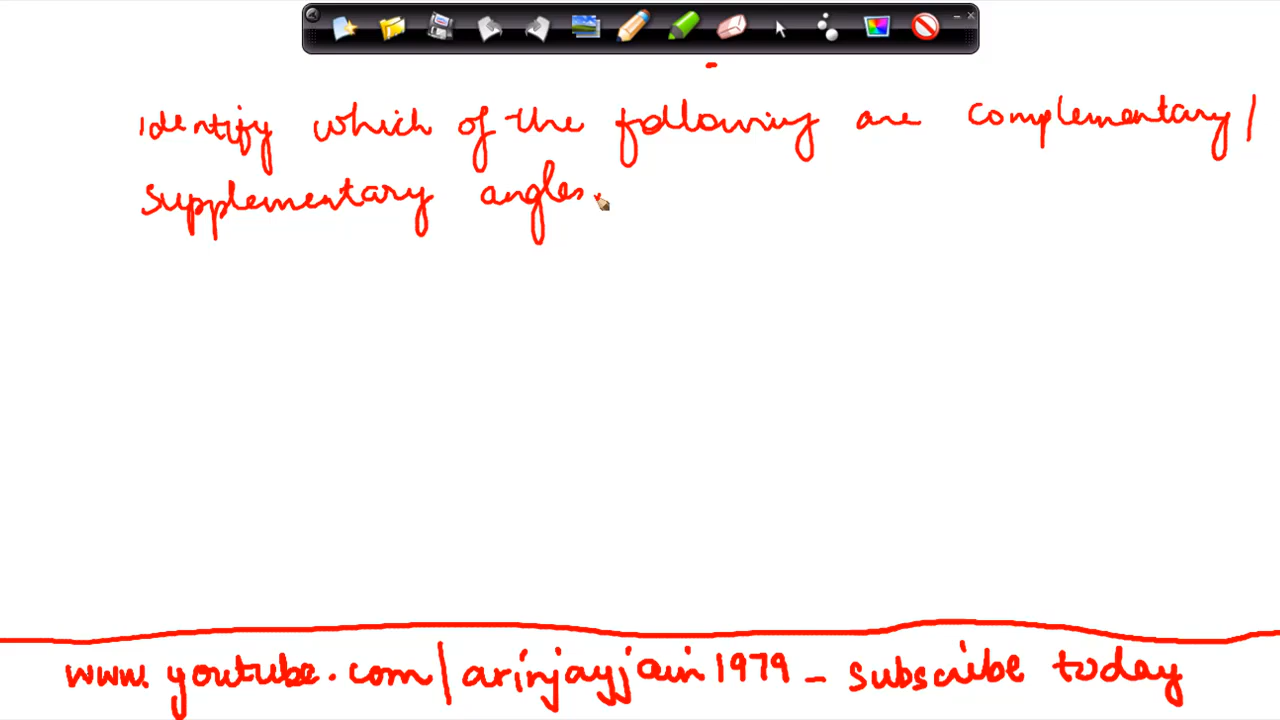 Identify which of the following are complementary/
supplementary angles.
www.youtube.com/arinjayjain1979 - subscribe today